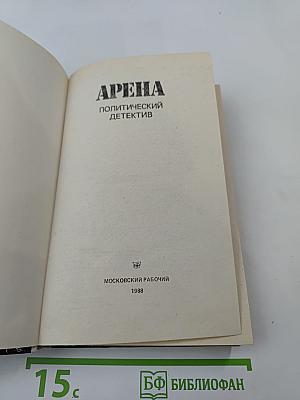 АРЕНА
ПОЛИТИЧЕСКИЙ
ДЕТЕКТИВ
МОСКОВСКИЙ РАБОЧИЙ
1988
15с
БФ БИБЛИОФАН